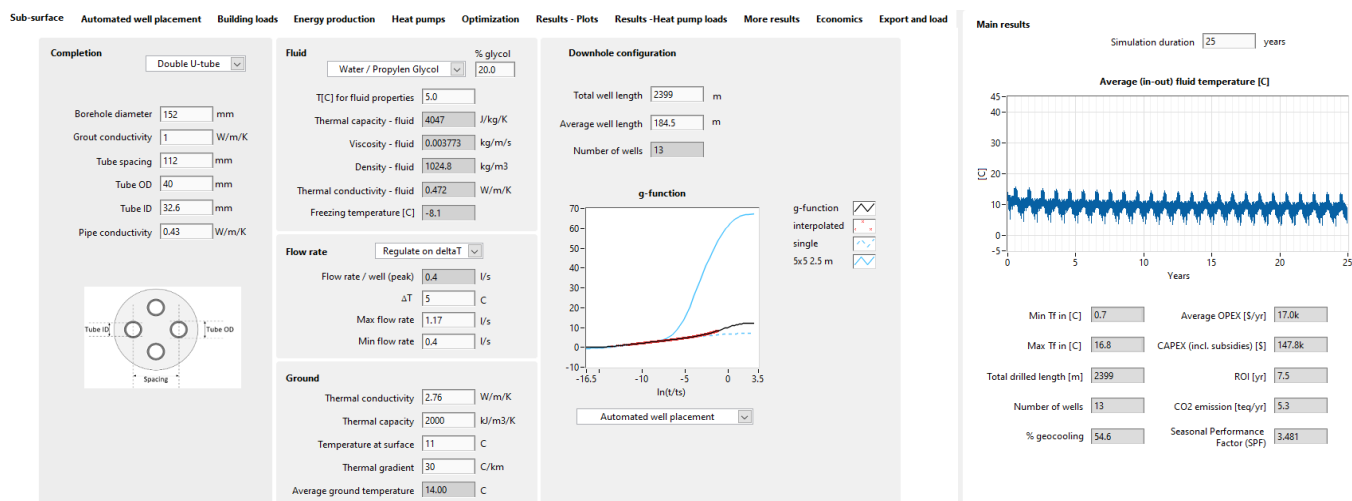 Sub-surface Automated well placement Building loads Energy production Heat pumps Optimization Results - Plots Results -Heat pump loads More results Economics Export and load
Completion
Double U-tube
Borehole diameter 152 mm
Grout conductivity 1 W/m/K
Tube spacing 112 mm
Tube OD 40 mm
Tube ID 32.6 mm
Pipe conductivity 0.43 W/m/K
Tube ID Tube OD
Spacing
Fluid
% glycol
Water / Propylen Glycol 20.0
T[C] for fluid properties 5.0
Thermal capacity - fluid 4047 J/kg/K
Viscosity - fluid 0.003773 kg/m/s
Density - fluid 1024.8 kg/m3
Thermal conductivity - fluid 0.472 W/m/K
Freezing temperature [C] -8.1
Flow rate Regulate on deltaT
Flow rate / well (peak) 0.4 l/s
ΔT 5 C
Max flow rate 1.17 l/s
Min flow rate 0.4 l/s
Ground
Thermal conductivity 2.76 W/m/K
Thermal capacity 2000 kJ/m3/K
Temperature at surface 11 C
Thermal gradient 30 C/km
Average ground temperature 14.00 C
Downhole configuration
Total well length 2399 m
Average well length 184.5 m
Number of wells 13
g-function
70
60
50
40
30
20
10
0
-10
-16.5 -10 -5 0 3.5
ln(t/ts)
g-function
interpolated
single
5x5 2.5 m
Automated well placement
Main results
Simulation duration 25 years
Average (in-out) fluid temperature [C]
45
40
30
20
10
0
-5
[C]
0 5 10 15 20 25
Years
Min Tf in [C] 0.7 Average OPEX [$/yr] 17.0k
Max Tf in [C] 16.8 CAPEX (incl. subsidies) [$] 147.8k
Total drilled length [m] 2399 ROI [yr] 7.5
Number of wells 13 CO2 emission [teq/yr] 5.3
% geocooling 54.6 Seasonal Performance
Factor (SPF) 3.481